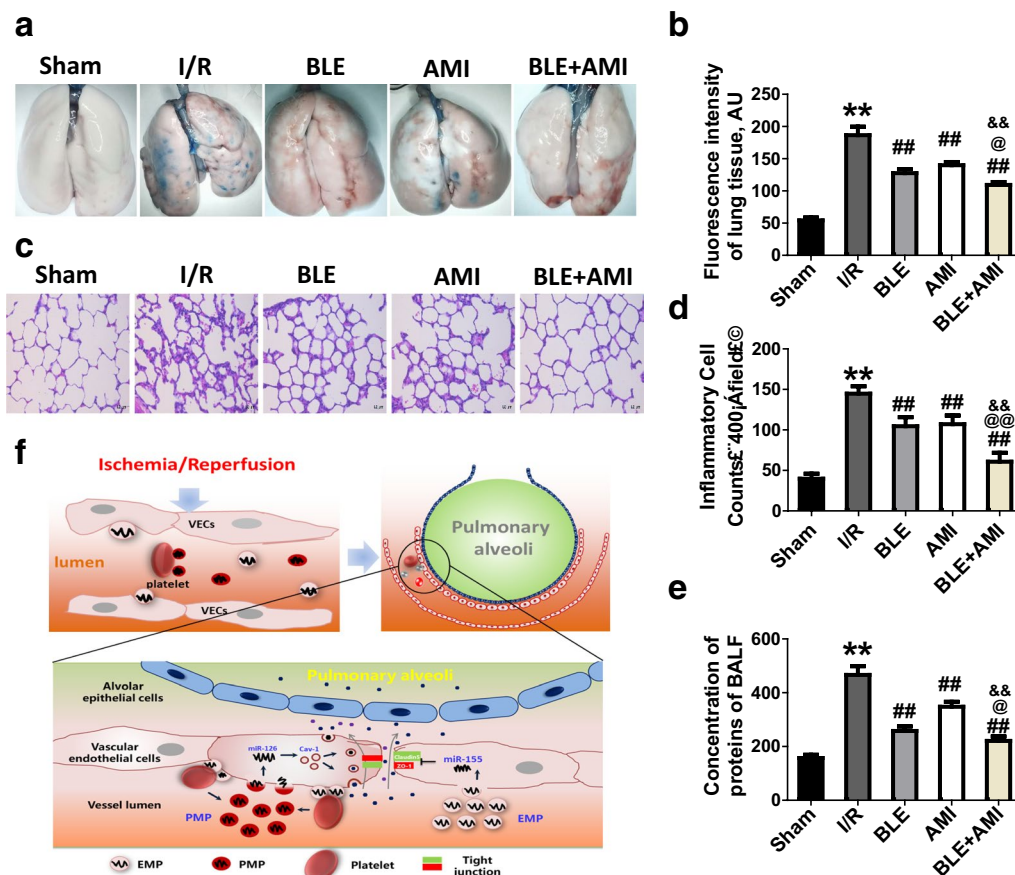 a
Sham I/R BLE AMI BLE+AMI
b
Fluorescence intensity
of lung tissue, AU
250
200
150
100
50
0
**
##
##
&&
@
##
Sham I/R BLE AMI BLE+AMI
c
Sham I/R BLE AMI BLE+AMI
d
Inflammatory Cell
Counts£¨400¡Áfield£©
200
150
100
50
0
**
##
##
&&
@@
##
Sham I/R BLE AMI BLE+AMI
e
Concentration of
proteins of BALF
600
400
200
0
**
##
##
&&
@
##
Sham I/R BLE AMI BLE+AMI
f
Ischemia/Reperfusion
VECs
lumen
platelet
VECs
Pulmonary
alveoli
Pulmonary alveoli
Alvolar
epithelial cells
Vascular
endothelial cells
miR-126
Cav-1
Claudin5
ZO-1
miR-155
Vessel lumen
PMP
EMP
EMP PMP Platelet Tight
junction